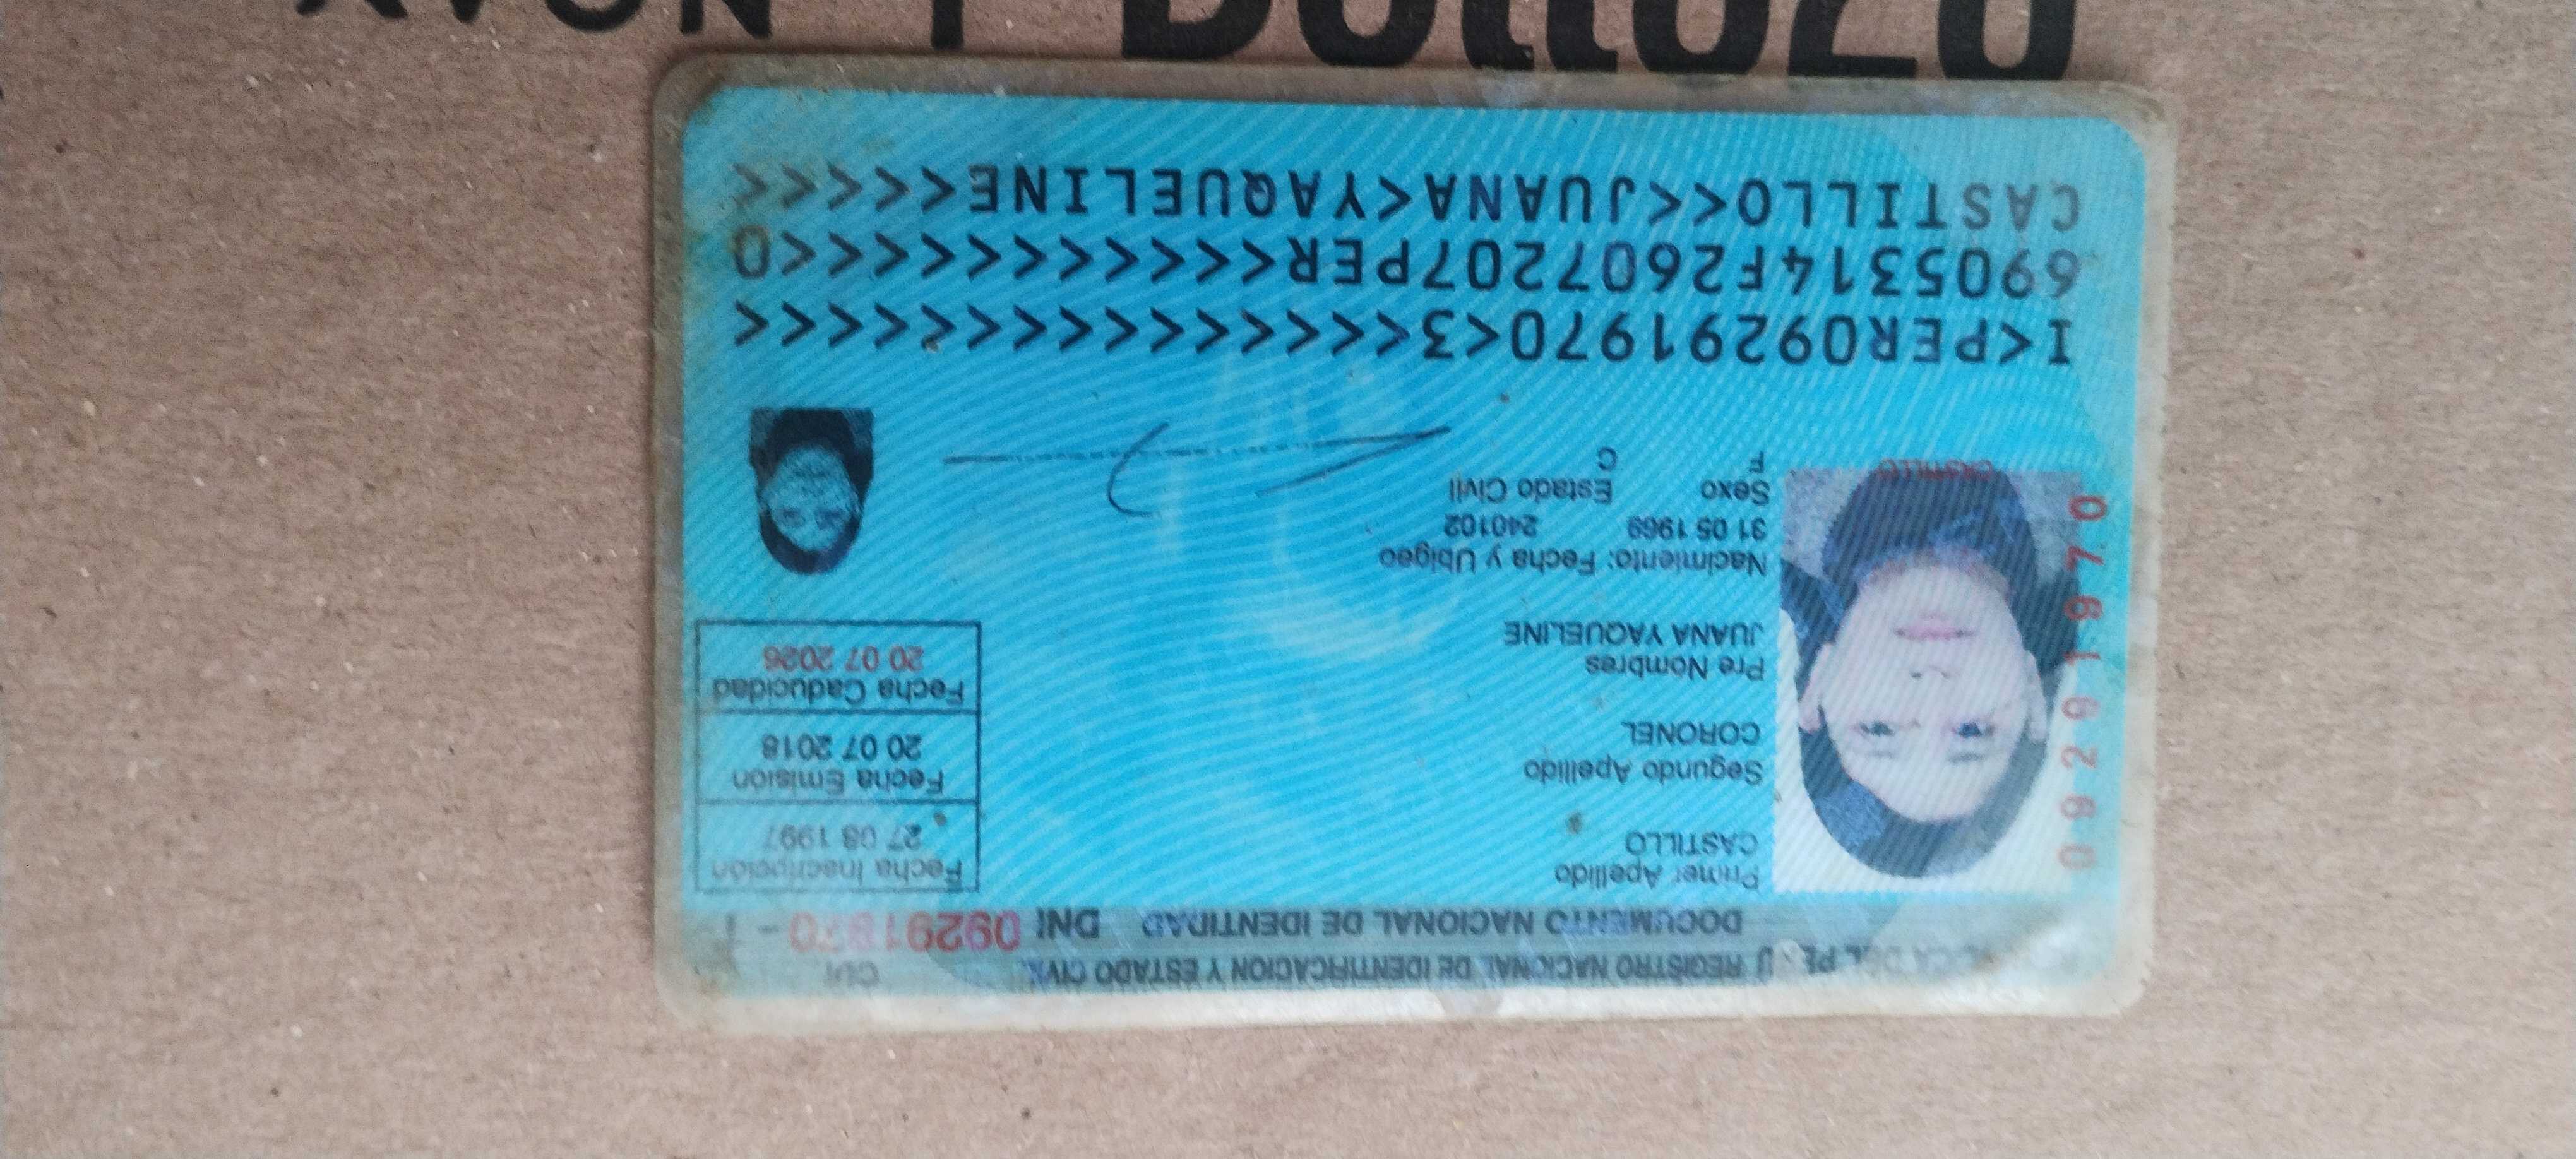 AVON
REGISTRO NACIONAL DE IDENTIFICACION Y ESTADO CIVIL
CUI
DOCUMENTO NACIONAL DE IDENTIDAD DNI 09291970 -
Primer Apellido
CASTILLO
Segundo Apellido
CORONEL
Pre Nombres
JUANA YAQUELINE
Nacimiento: Fecha y Ubigeo
31 05 1969 240102
Sexo Estado Civil
F C
Fecha Inscripción
27 08 1997
Fecha Emisión
20 07 2018
Fecha Caducidad
20 07 2026
09291970
CASTILLO
I<PER09291970<3<<<<<<<<<<<<<<<
6905314F2607207PER<<<<<<<<<<<0
CASTILLO<<JUANA<YAQUELINE<<<<<